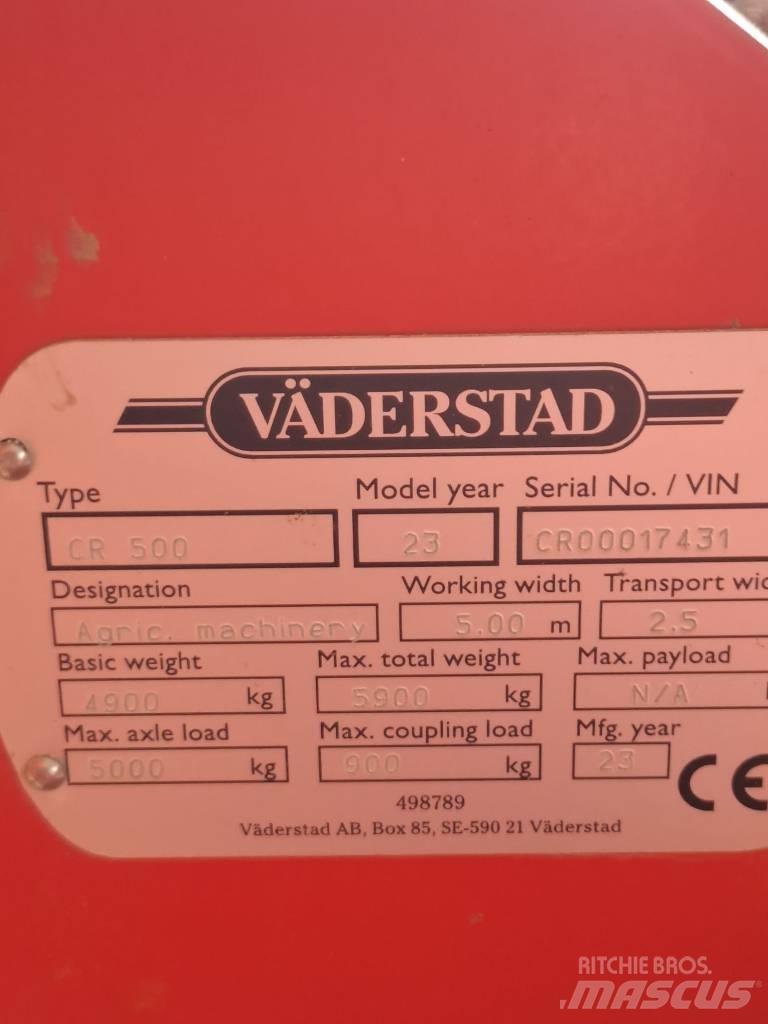 VÄDERSTAD
Type Model year Serial No. / VIN
CR 500 23 CR00017431
Designation Working width Transport wid
Agric. machinery 5.00 m 2.5
Basic weight Max. total weight Max. payload
4900 kg 5900 kg N/A
Max. axle load Max. coupling load Mfg. year
5000 kg 900 kg 23 CE
498789
Väderstad AB, Box 85, SE-590 21 Väderstad
RITCHIE BROS.
MASCUS